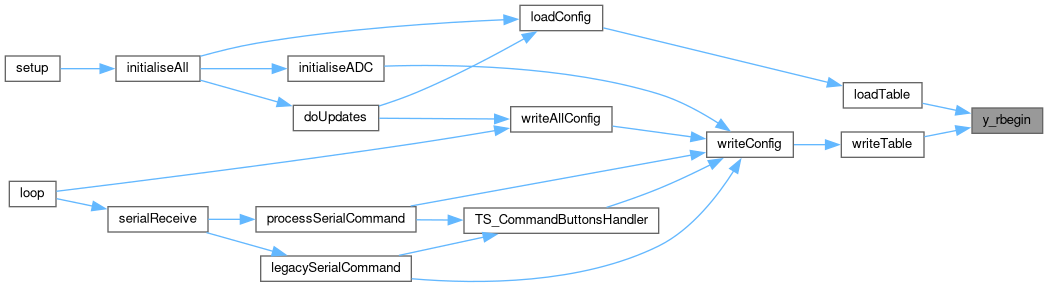 loadConfig
setup
initialiseAll
initialiseADC
loadTable
doUpdates
writeAllConfig
y_rbegin
writeConfig
writeTable
loop
serialReceive
processSerialCommand
TS_CommandButtonsHandler
legacySerialCommand